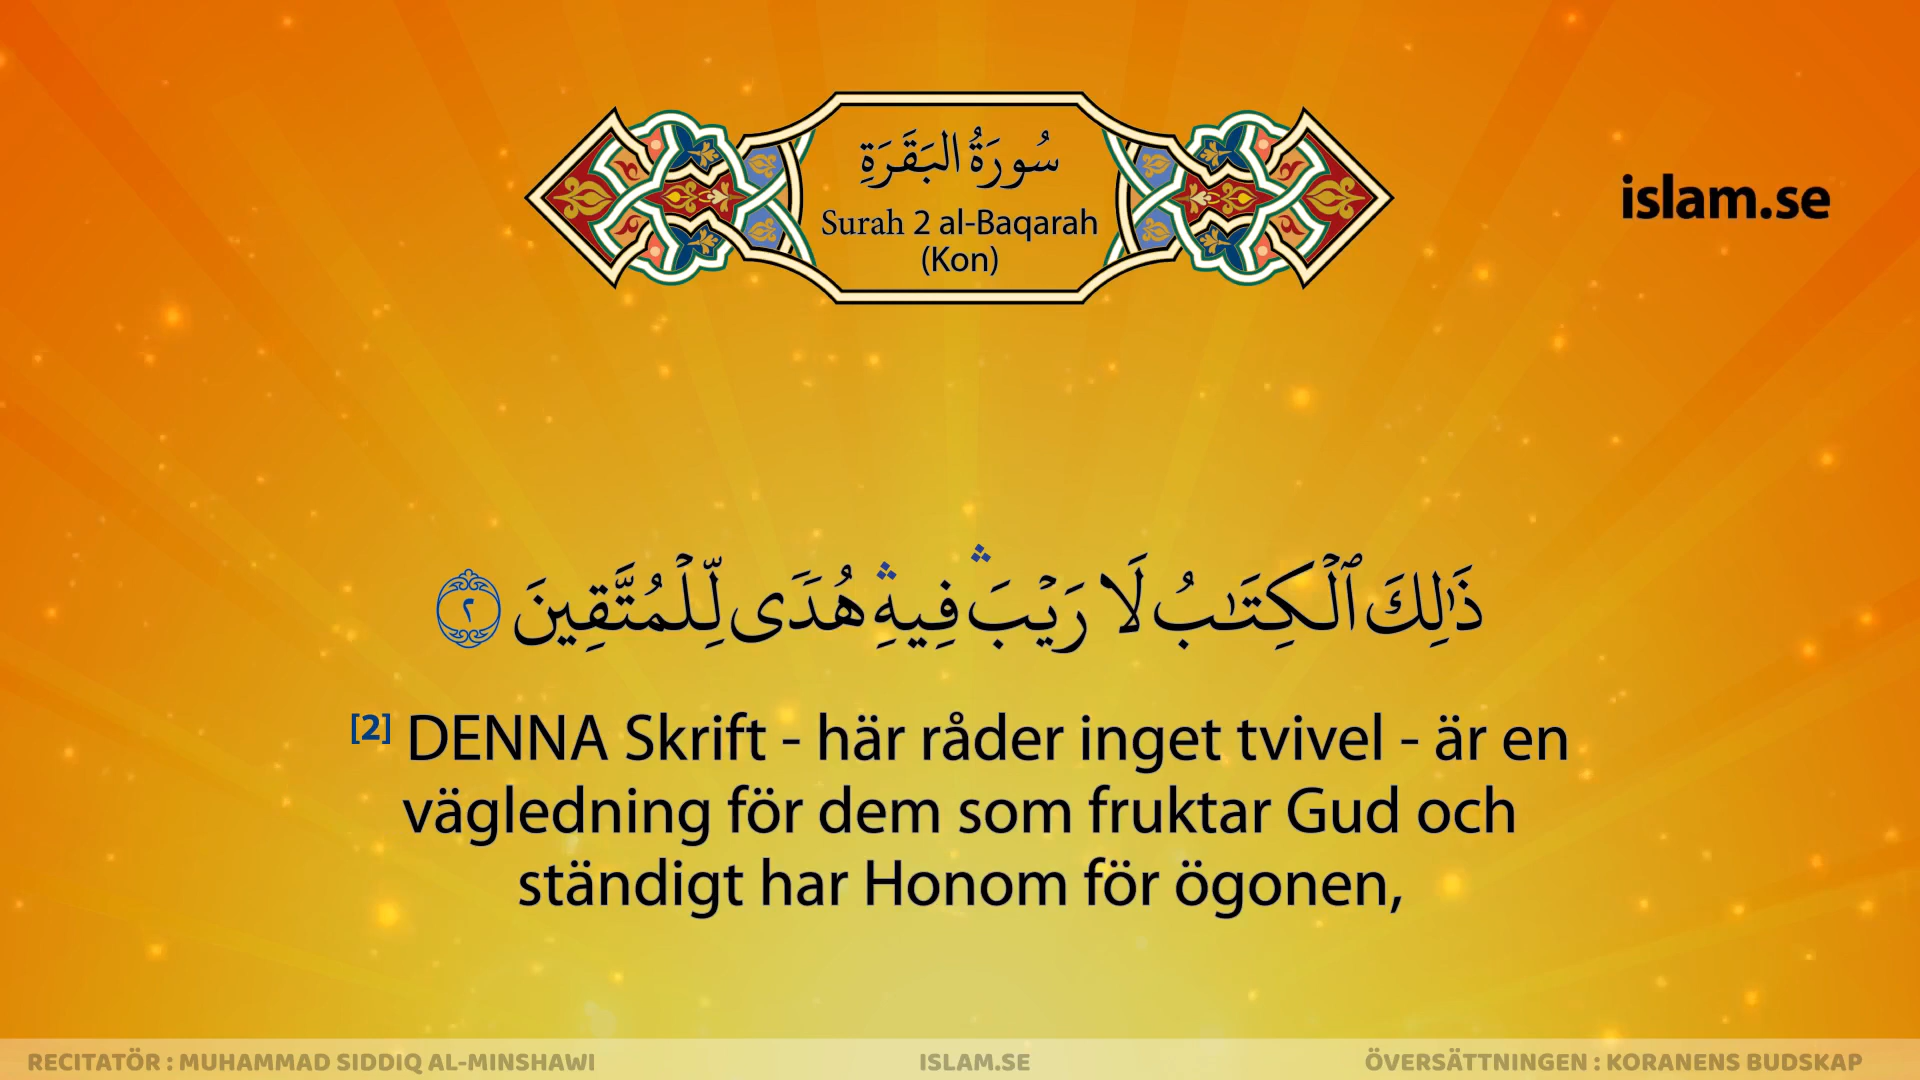 سُورَةُ البَقَرَةِ
Surah 2 al-Baqarah
(Kon)
islam.se
ذَٰلِكَ ٱلْكِتَـٰبُ لَا رَيْبَ ۛ فِيهِ ۛ هُدًى لِّلْمُتَّقِينَ ٢
[2] DENNA Skrift - här råder inget tvivel - är en
vägledning för dem som fruktar Gud och
ständigt har Honom för ögonen,
RECITATÖR : MUHAMMAD SIDDIQ AL-MINSHAWI
ISLAM.SE
ÖVERSÄTTNINGEN : KORANENS BUDSKAP